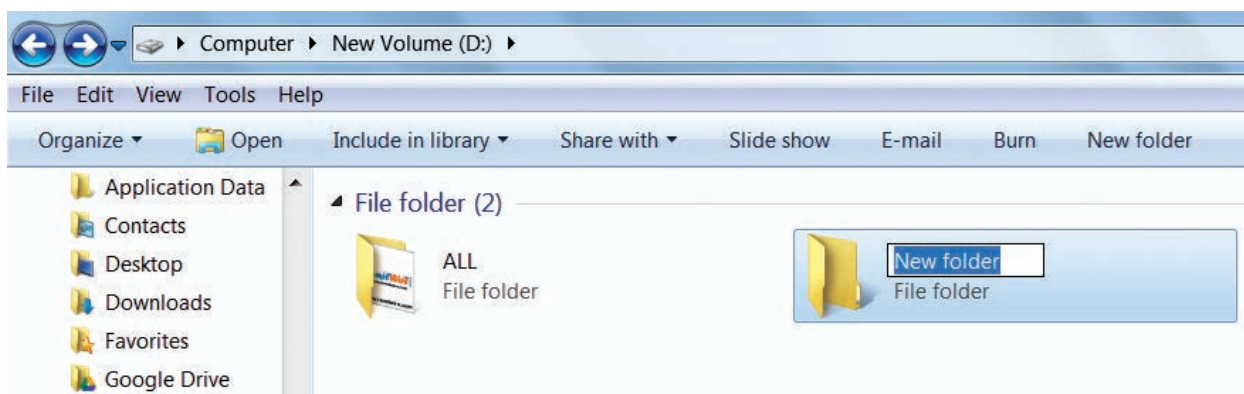 Computer New Volume (D:)
File Edit View Tools Help
Organize Open Include in library Share with Slide show E-mail Burn New folder
Application Data
Contacts
Desktop
Downloads
Favorites
Google Drive
File folder (2)
ALL
File folder
New folder
File folder